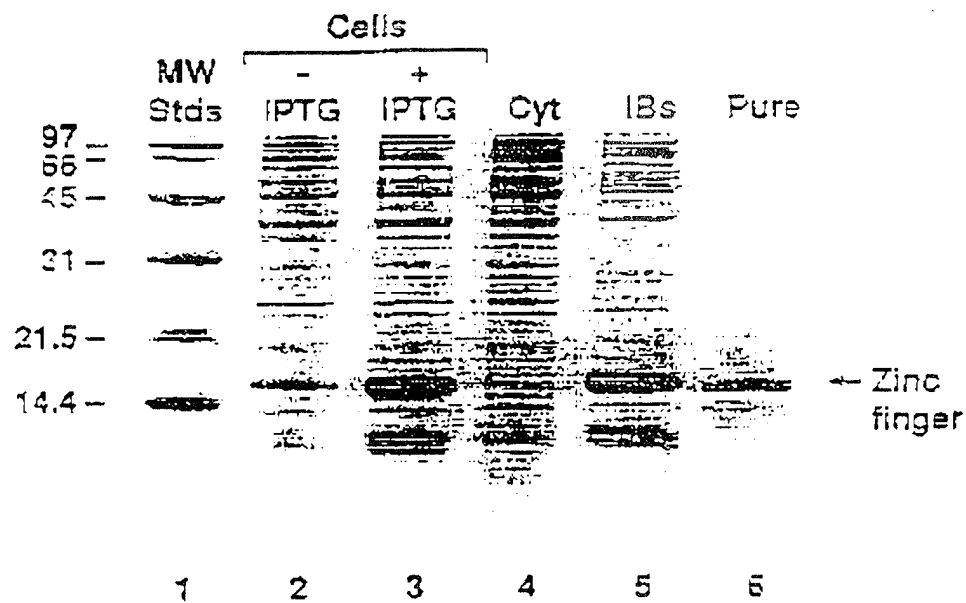 Cells
MW Stds
- IPTG
+ IPTG
Cyt
IBs
Pure
97 –
66 –
45 –
31 –
21.5 –
14.4 –
← Zinc finger
1 2 3 4 5 6